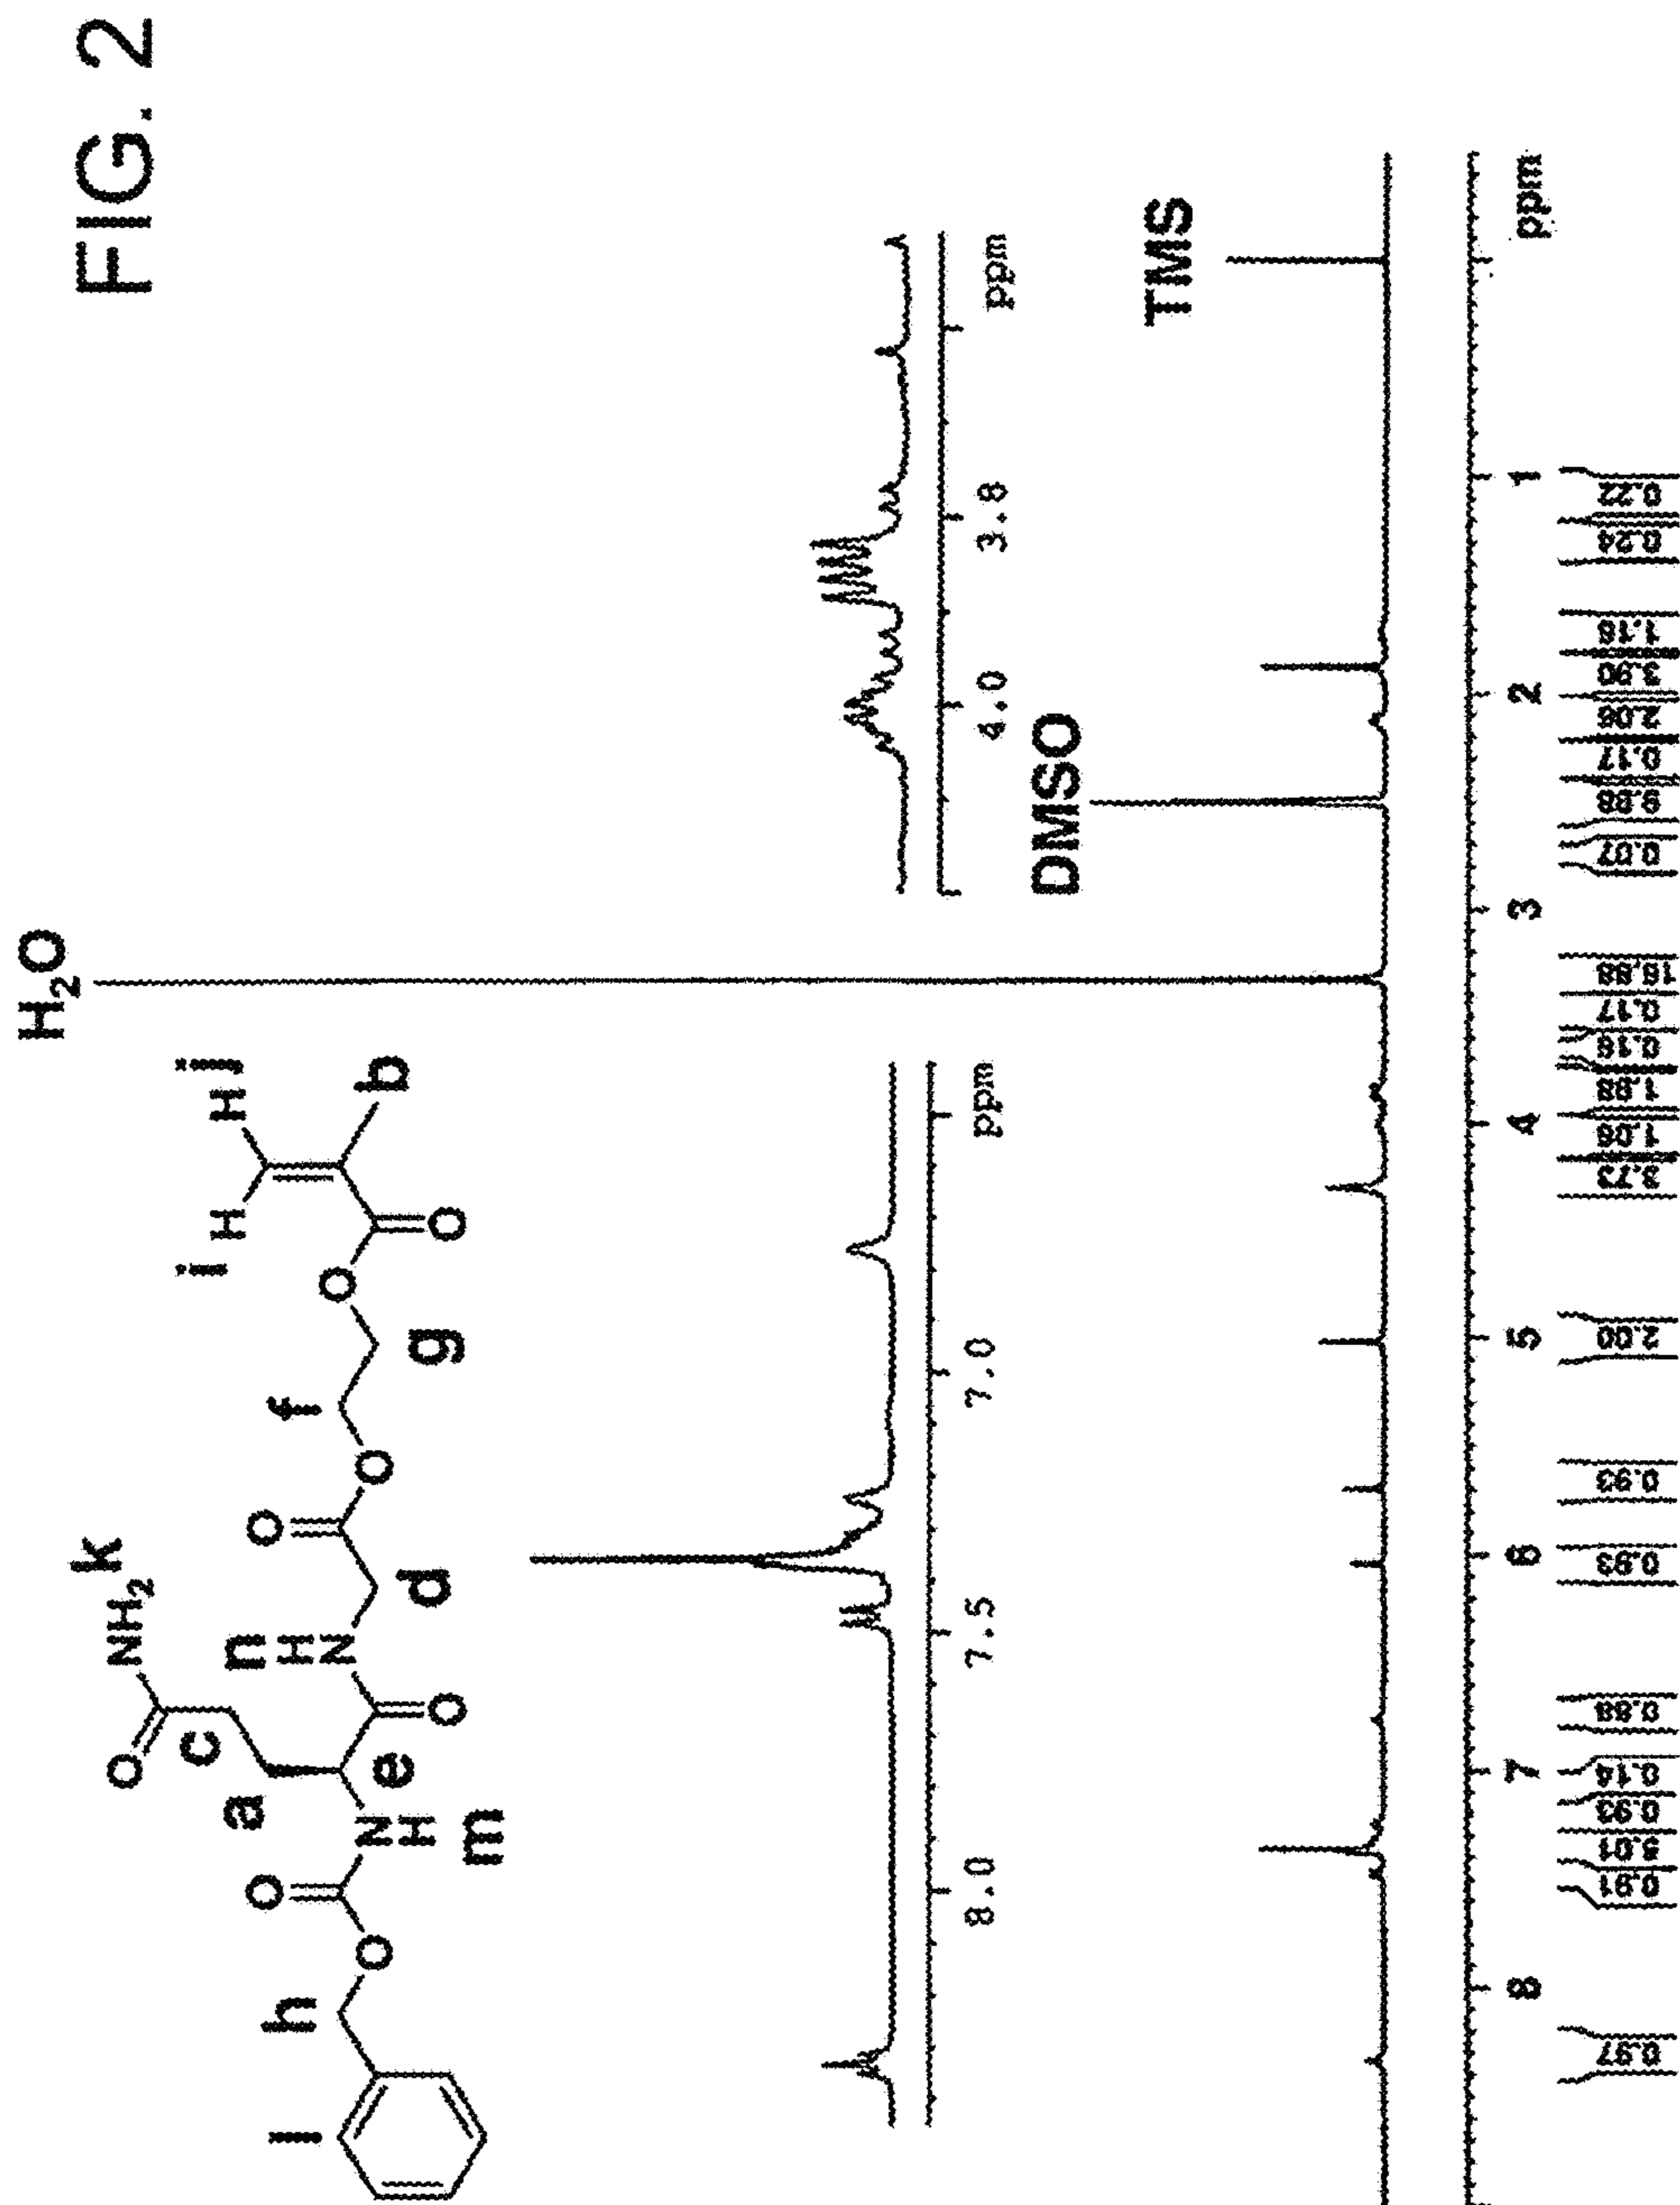 FIG. 2
H₂O
k
NH₂
O
c
a
O
n
H
N
O
f
O
H
i
H
j
h
O
N
H
m
e
O
d
g
O
O
b
l
8.0
7.5
7.0
ppm
4.0
3.8
ppm
DMSO
TMS
8
7
6
5
4
3
2
1
ppm
0.97
0.91
5.01
0.93
0.14
0.88
0.93
0.93
2.00
3.73
1.06
1.98
0.16
0.17
16.88
0.07
9.88
0.17
2.06
3.90
1.16
0.24
0.22